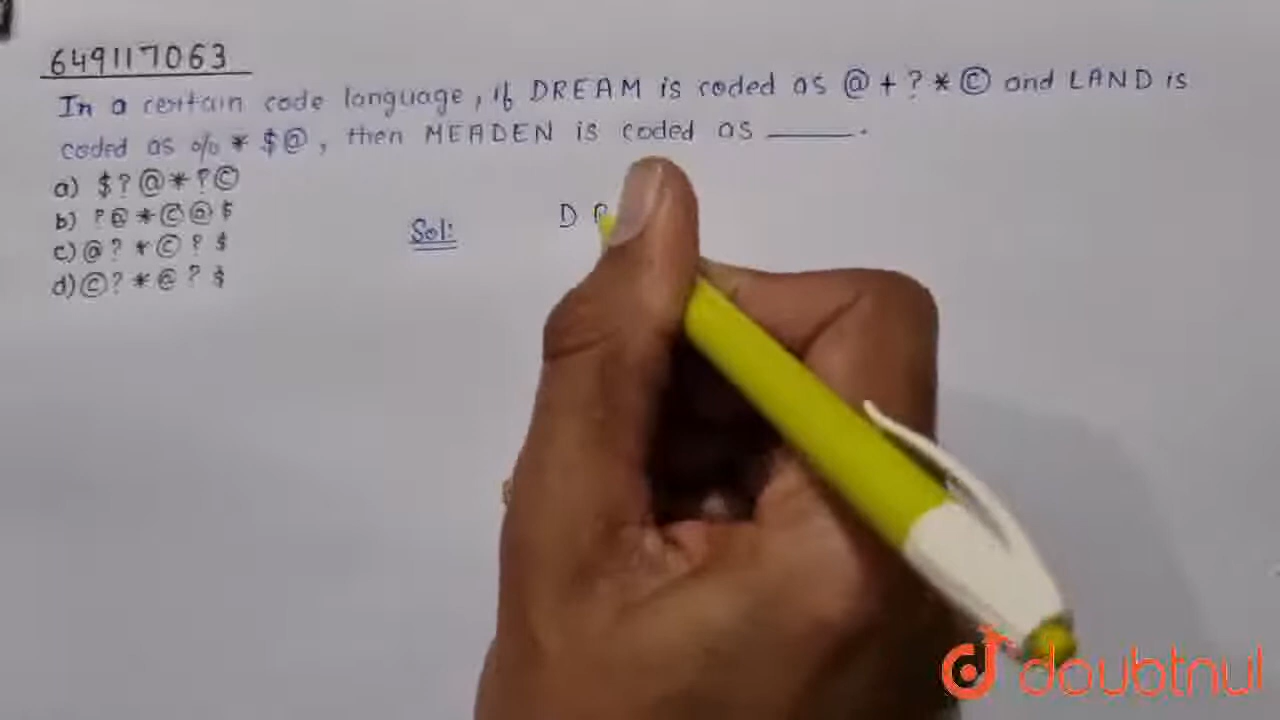 649117063
In a certain code language, if DREAM is coded as @ + ? * © and LAND is
coded as % * $ @, then MEADEN is coded as ______.
a) $ ? @ * ? ©
b) ? @ * © @ $
c) @ ? * © ? $
d) © ? * @ ? $
Sol:
D
doubtnut